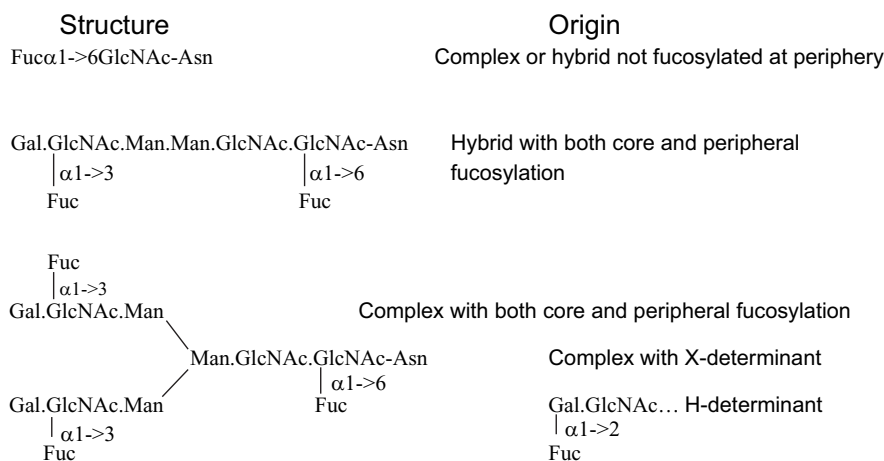 Structure Origin
Fucα1->6GlcNAc-Asn Complex or hybrid not fucosylated at periphery
Gal.GlcNAc.Man.Man.GlcNAc.GlcNAc-Asn Hybrid with both core and peripheral
α1->3 α1->6 fucosylation
Fuc Fuc
Fuc
α1->3
Gal.GlcNAc.Man Complex with both core and peripheral fucosylation
Man.GlcNAc.GlcNAc-Asn Complex with X-determinant
α1->6
Gal.GlcNAc.Man Fuc Gal.GlcNAc... H-determinant
α1->3 α1->2
Fuc Fuc